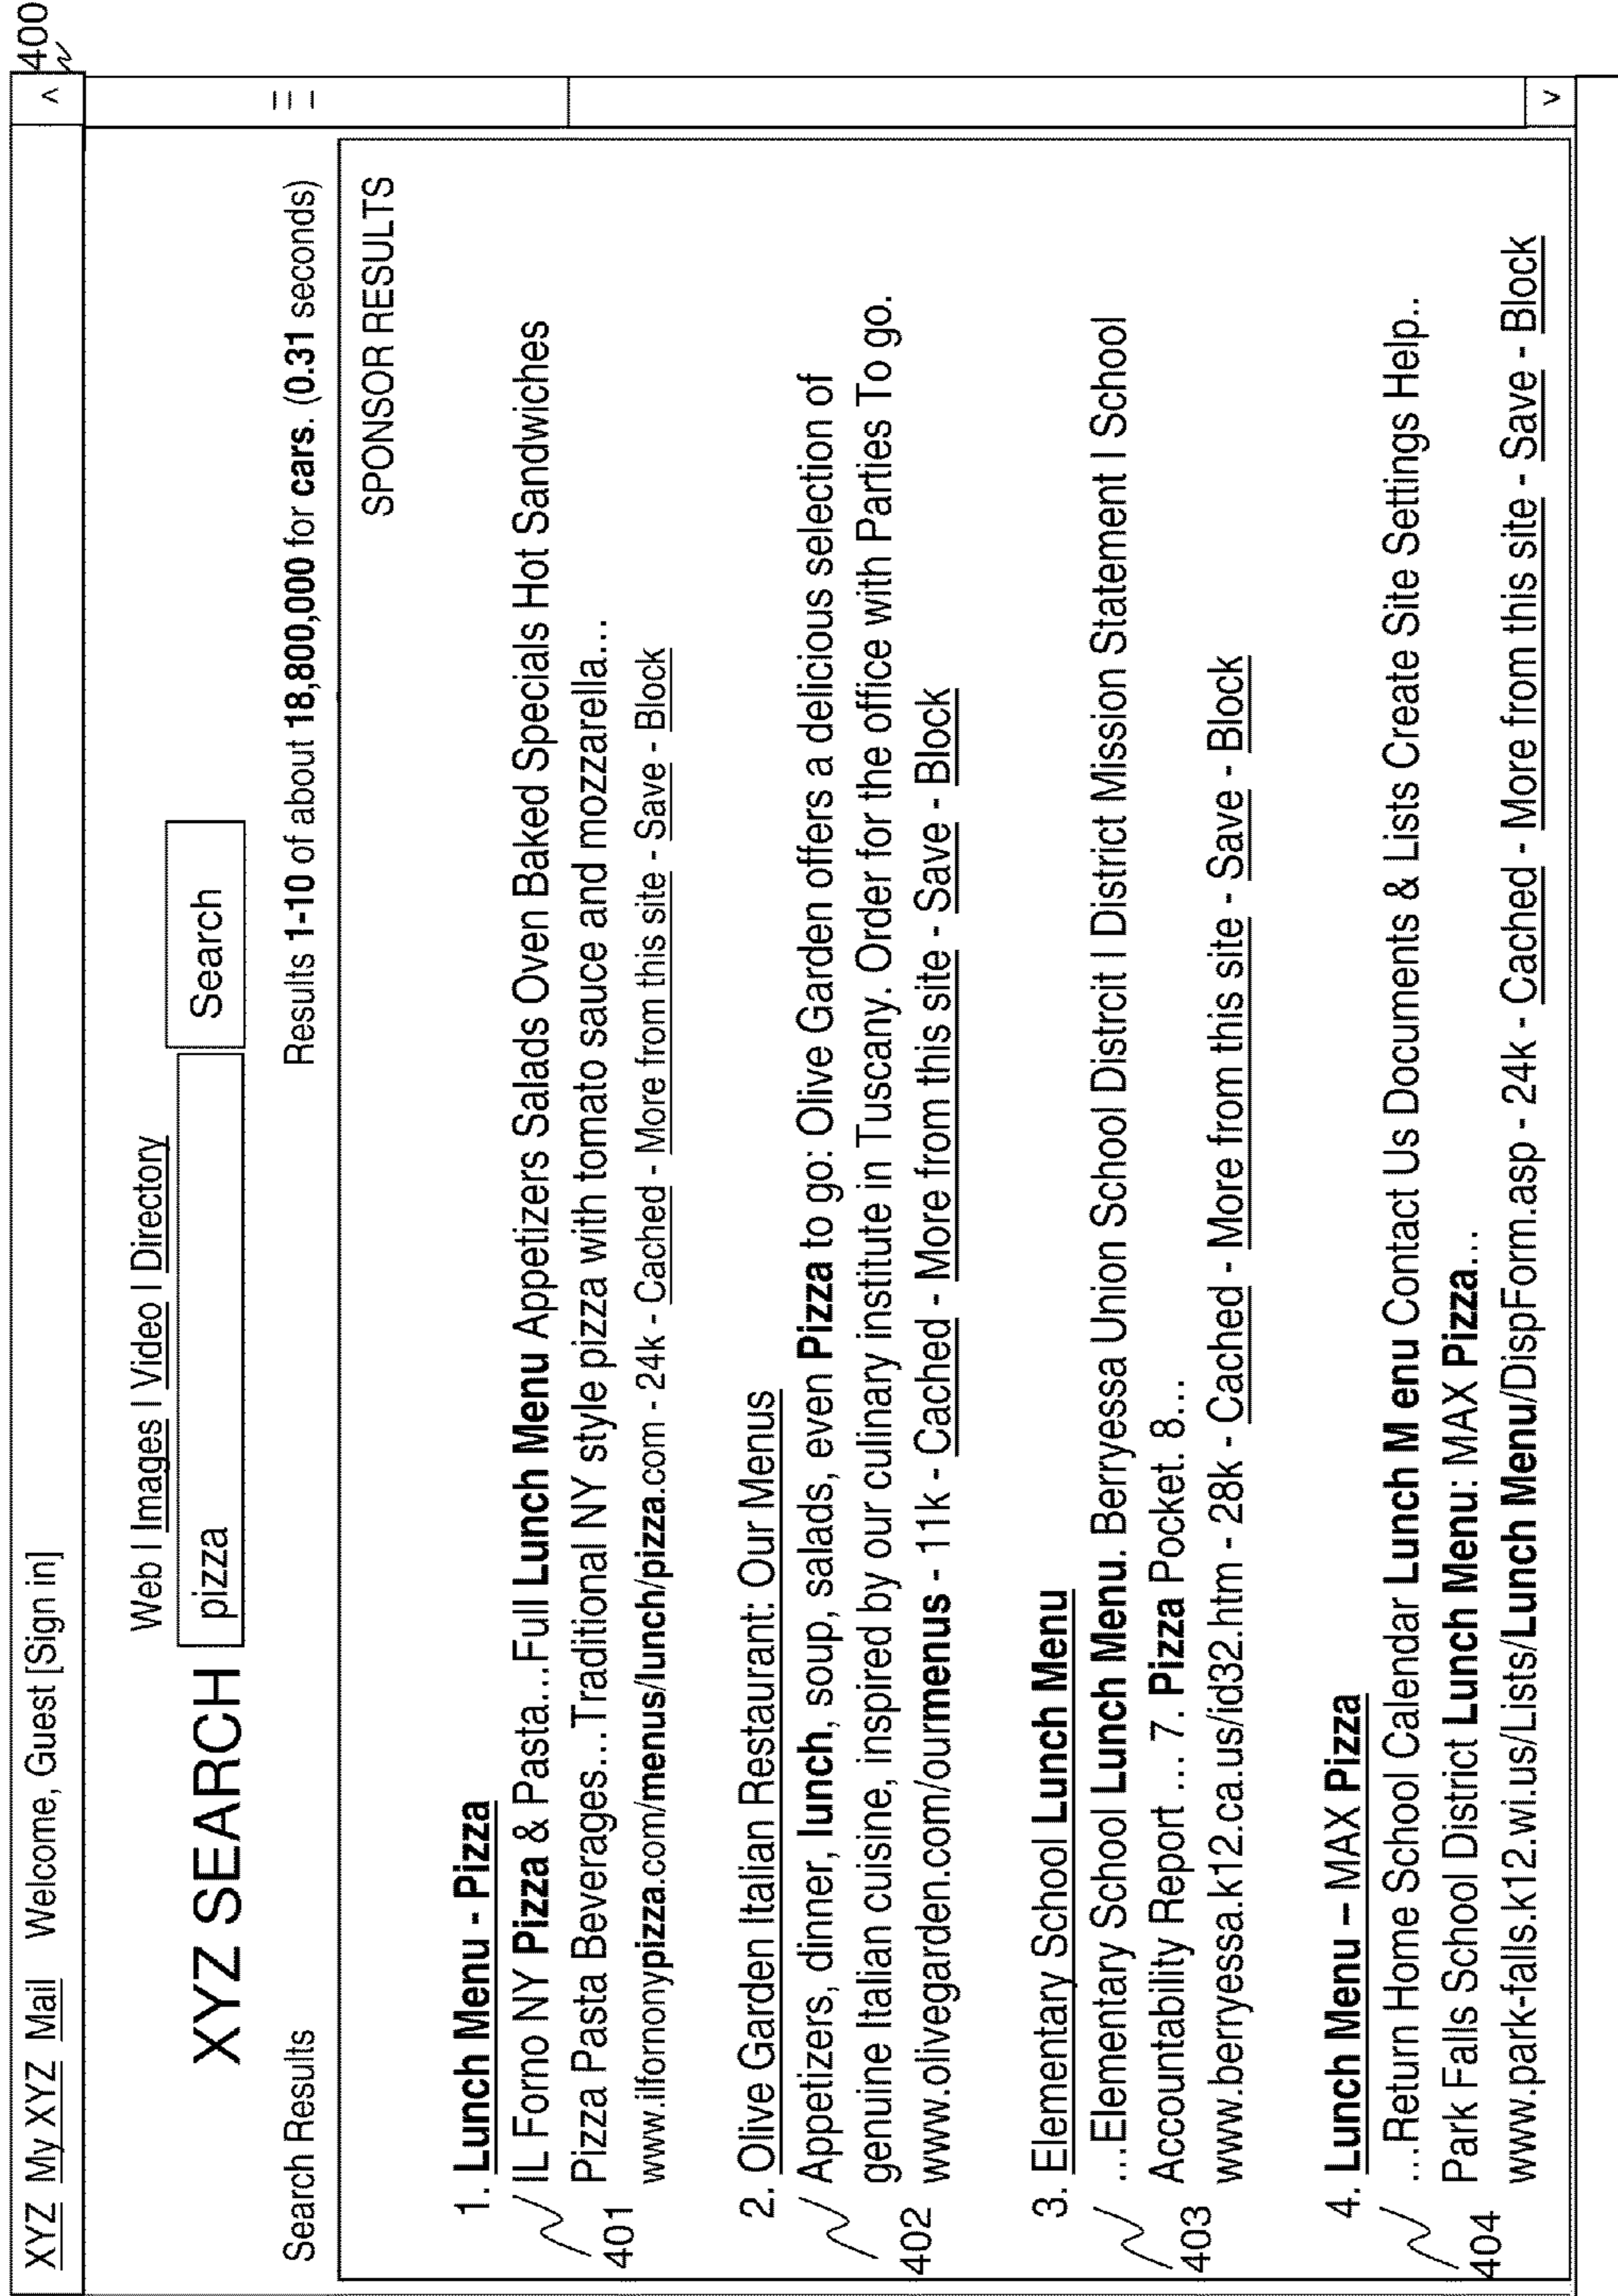 400
XYZ My XYZ Mail Welcome, Guest [Sign in]
^
Web | Images | Video | Directory
XYZ SEARCH pizza Search
Search Results Results 1-10 of about 18,800,000 for cars. (0.31 seconds)
SPONSOR RESULTS
1. Lunch Menu - Pizza
IL Forno NY Pizza & Pasta...Full Lunch Menu Appetizers Salads Oven Baked Specials Hot Sandwiches
Pizza Pasta Beverages...Traditional NY style pizza with tomato sauce and mozzarella...
401 www.ilfornonypizza.com/menus/lunch/pizza.com - 24k - Cached - More from this site - Save - Block
2. Olive Garden Italian Restaurant: Our Menus
Appetizers, dinner, lunch, soup, salads, even Pizza to go: Olive Garden offers a delicious selection of
genuine Italian cuisine, inspired by our culinary institute in Tuscany. Order for the office with Parties To go.
402 www.olivegarden.com/ourmenus - 11k - Cached - More from this site - Save - Block
3. Elementary School Lunch Menu
...Elementary School Lunch Menu. Berryessa Union School Distrcit | District Mission Statement | School
Accountability Report ... 7. Pizza Pocket. 8...
403 www.berryessa.k12.ca.us/id32.htm - 28k - Cached - More from this site - Save - Block
4. Lunch Menu – MAX Pizza
...Return Home School Calendar Lunch M enu Contact Us Documents & Lists Create Site Settings Help..
Park Falls School District Lunch Menu: MAX Pizza...
404 www.park-falls.k12.wi.us/Lists/Lunch Menu/DispForm.asp - 24k - Cached - More from this site - Save - Block
v